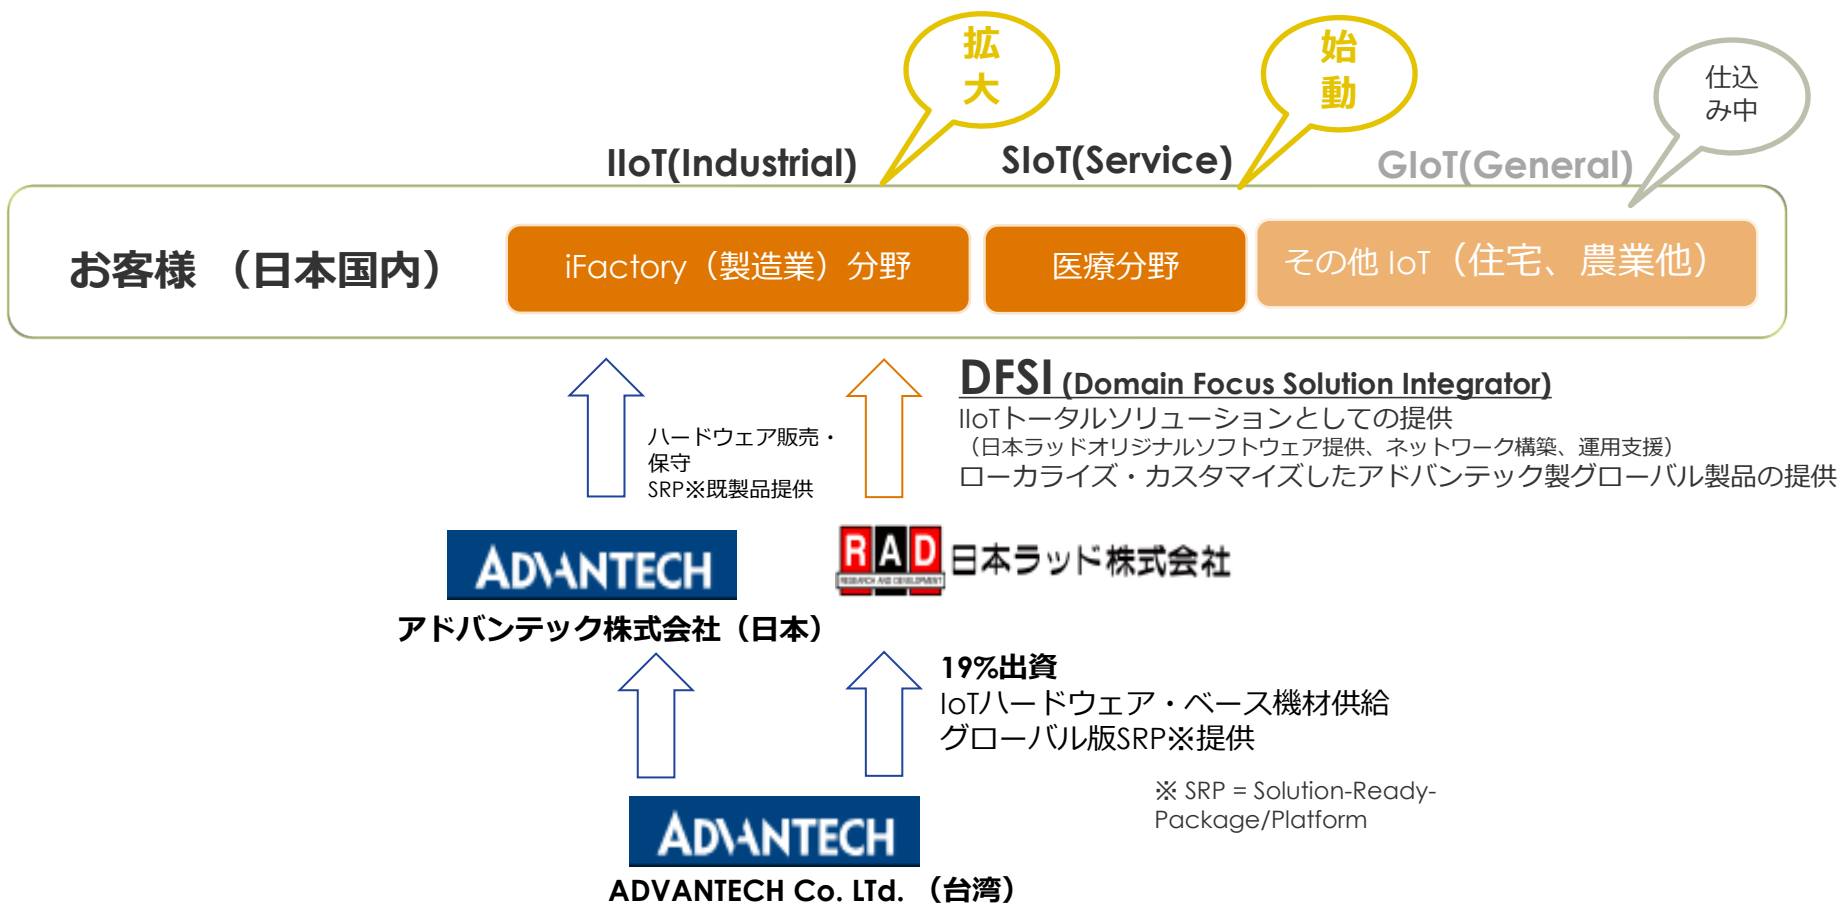 拡
大
始
動
仕込
み中
IIoT(Industrial)
SIoT(Service)
GIoT(General)
お客様 （日本国内）
iFactory（製造業）分野
医療分野
その他 IoT（住宅、農業他）
ハードウェア販売・
保守
SRP※既製品提供
DFSI (Domain Focus Solution Integrator)
IIoTトータルソリューションとしての提供
（日本ラッドオリジナルソフトウェア提供、ネットワーク構築、運用支援）
ローカライズ・カスタマイズしたアドバンテック製グローバル製品の提供
ADVANTECH
アドバンテック株式会社（日本）
RAD
RESEARCH AND DEVELOPMENT
日本ラッド株式会社
19%出資
IoTハードウェア・ベース機材供給
グローバル版SRP※提供
※ SRP = Solution-Ready-
Package/Platform
ADVANTECH
ADVANTECH Co. LTd. （台湾）